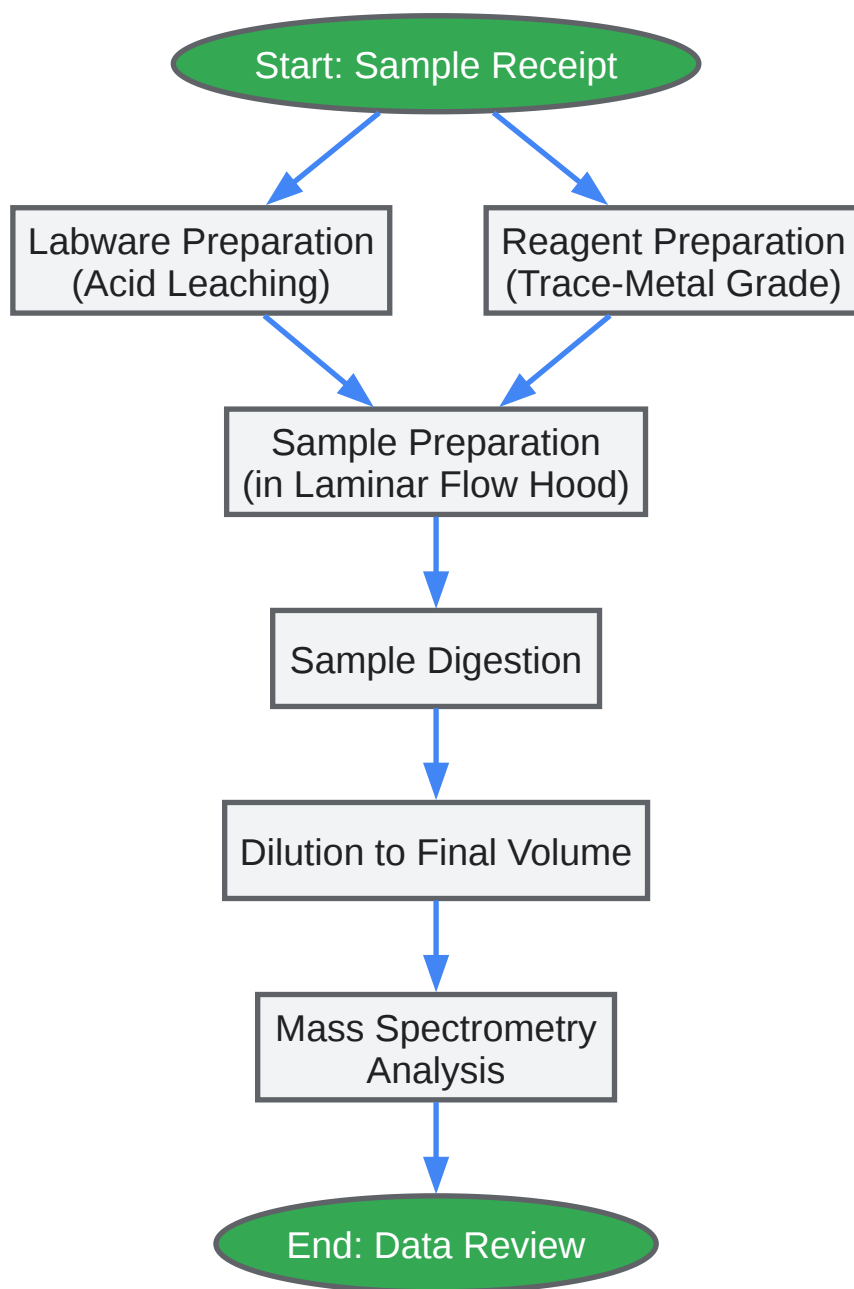 Start: Sample Receipt
Labware Preparation
(Acid Leaching)
Reagent Preparation
(Trace-Metal Grade)
Sample Preparation
(in Laminar Flow Hood)
Sample Digestion
Dilution to Final Volume
Mass Spectrometry
Analysis
End: Data Review